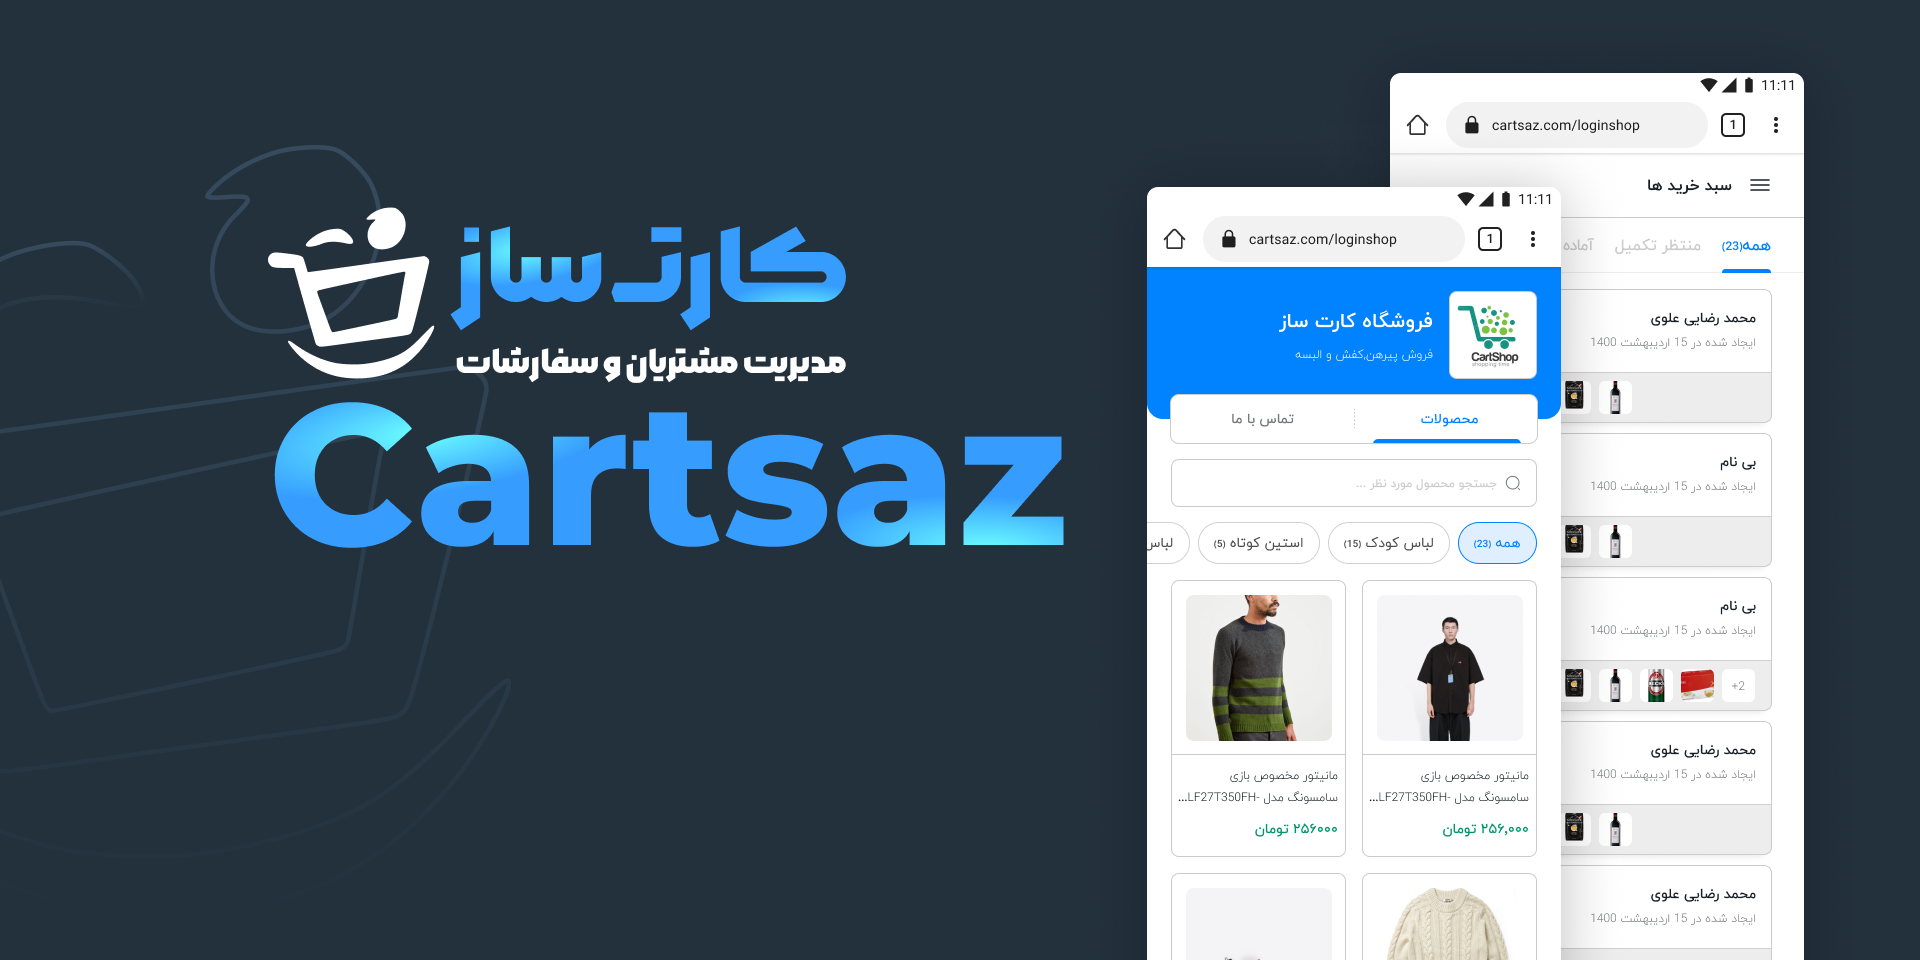 کارت ساز
مدیریت مشتریان و سفارشات
Cartsaz
11:11
cartsaz.com/loginshop
1
فروشگاه کارت ساز
فروش پیرهن,کفش و البسه
CartShop
shopping time
محصولات
تماس با ما
جستجو محصول مورد نظر ...
همه (23)
لباس کودک (15)
استین کوتاه (5)
لباس
مانیتور مخصوص بازی
سامسونگ مدل LF27T350FH-...
۲۵۶,۰۰۰ تومان
مانیتور مخصوص بازی
سامسونگ مدل LF27T350FH-...
۲۵۶۰۰۰ تومان
11:11
cartsaz.com/loginshop
1
سبد خرید ها
همه(23)
منتظر تکمیل
آماده
محمد رضایی علوی
ایجاد شده در 15 اردیبهشت 1400
بی نام
ایجاد شده در 15 اردیبهشت 1400
بی نام
ایجاد شده در 15 اردیبهشت 1400
+2
محمد رضایی علوی
ایجاد شده در 15 اردیبهشت 1400
محمد رضایی علوی
ایجاد شده در 15 اردیبهشت 1400